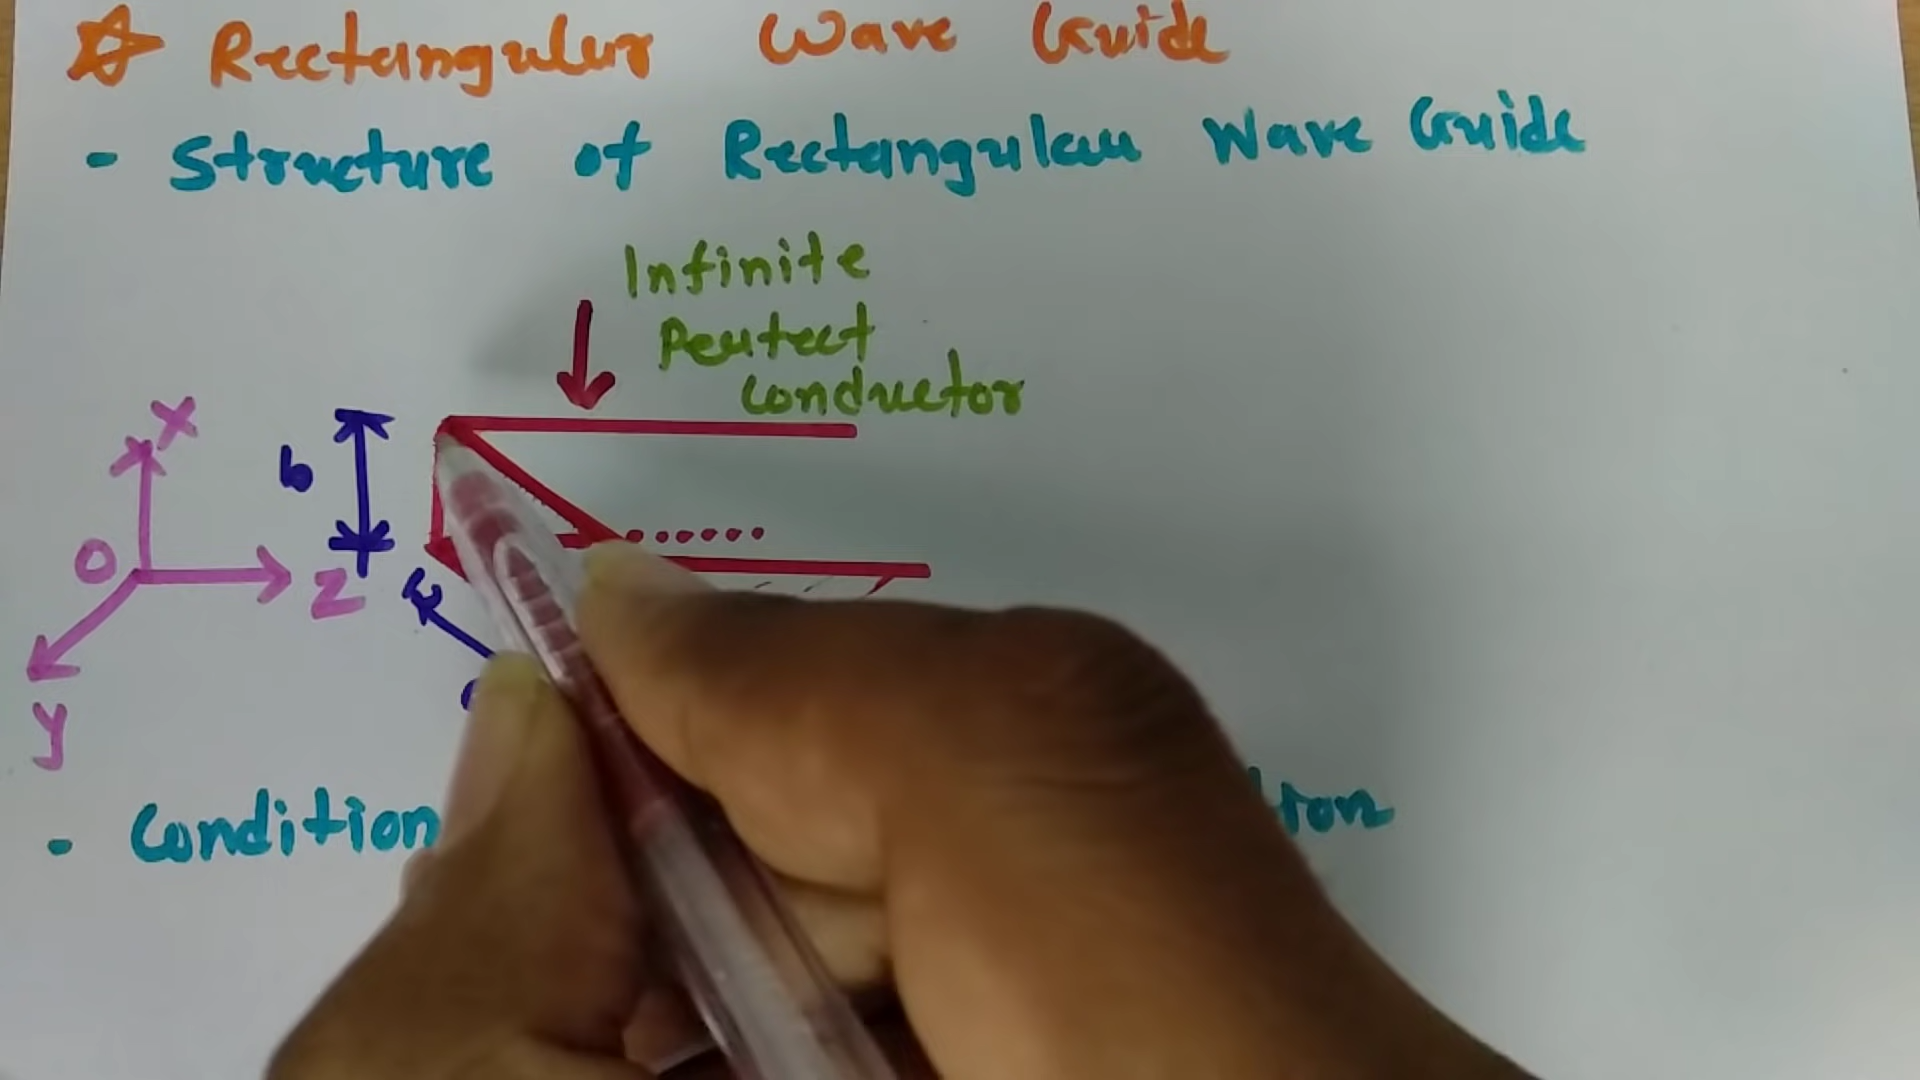 Rectangular Wave Guide
- Structure of Rectangular Wave Guide
Infinite
Perfect
conductor
X
b
O
Z
y
- Condition